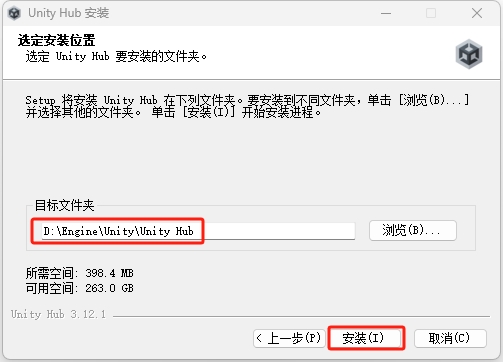 Unity Hub 安装
选定安装位置
选定 Unity Hub 要安装的文件夹。
Setup 将安装 Unity Hub 在下列文件夹。要安装到不同文件夹，单击 [浏览(B)...]
并选择其他的文件夹。 单击 [安装(I)] 开始安装进程。
目标文件夹
D:\Engine\Unity\Unity Hub
浏览(B)...
所需空间: 398.4 MB
可用空间: 263.0 GB
Unity Hub 3.12.1
< 上一步(P) 安装(I) 取消(C)